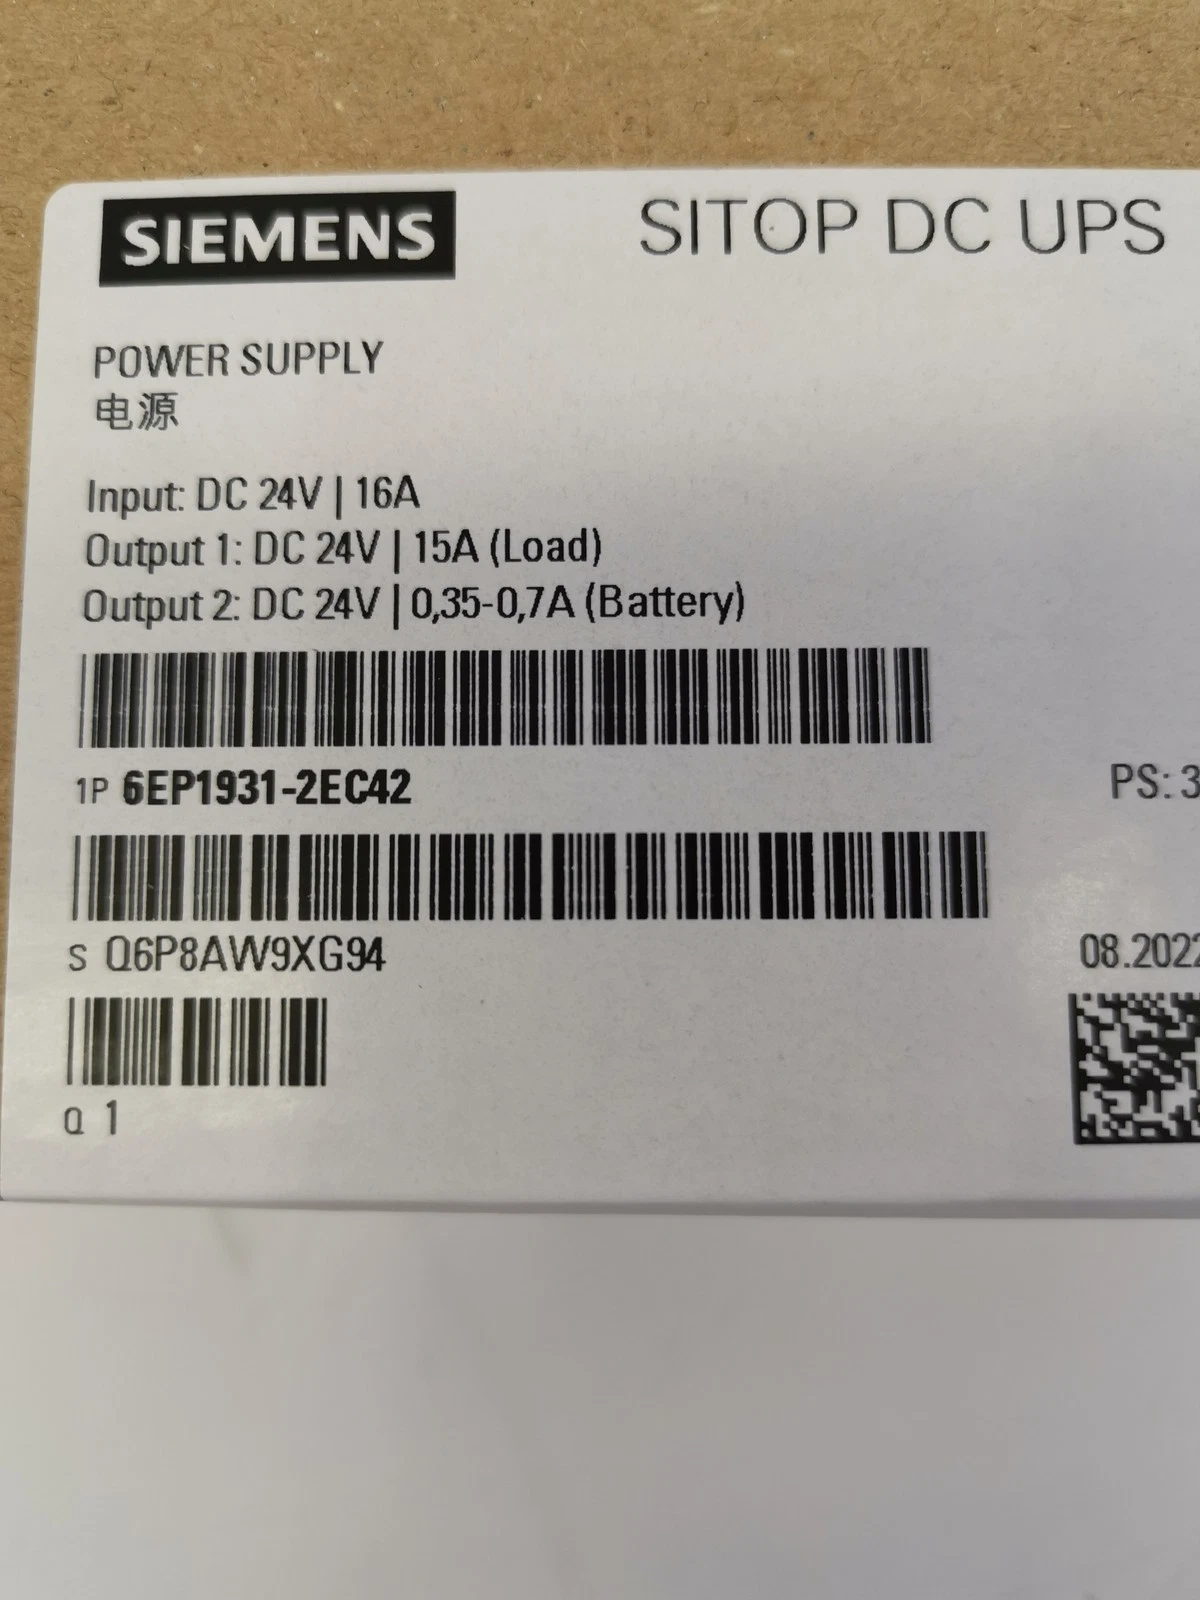 SIEMENS
SITOP DC UPS
POWER SUPPLY
电源
Input: DC 24V | 16A
Output 1: DC 24V | 15A (Load)
Output 2: DC 24V | 0,35-0,7A (Battery)
1P 6EP1931-2EC42
PS: 3
S Q6P8AW9XG94
08.2022
Q 1